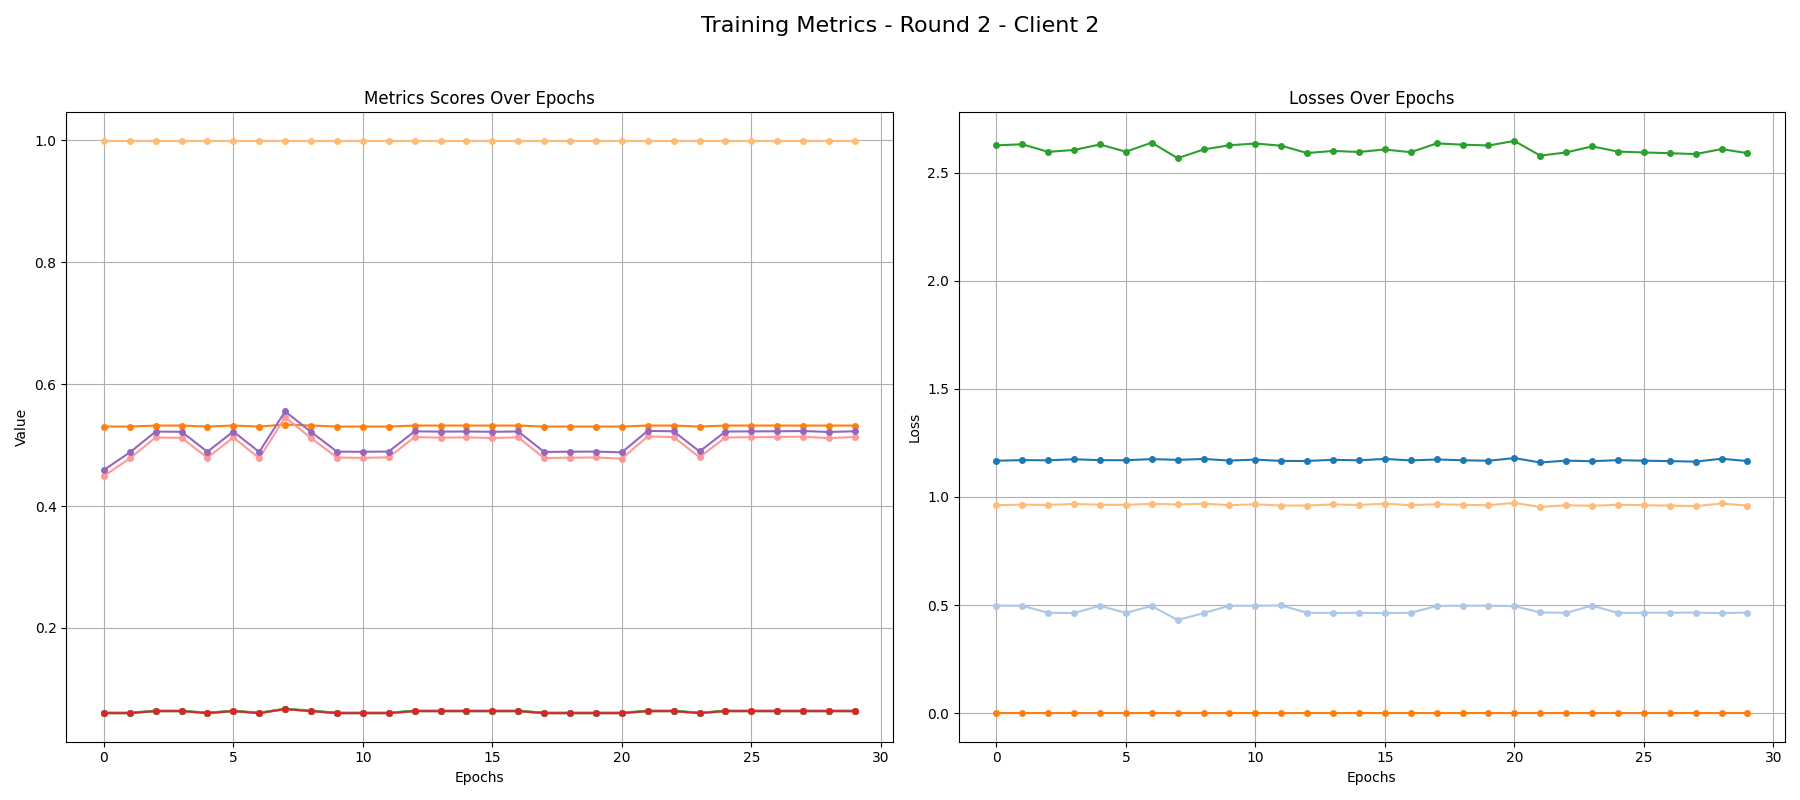 Training Metrics - Round 2 - Client 2
Metrics Scores Over Epochs
1.0
0.8
0.6
0.4
0.2
Value
0 5 10 15 20 25 30
Epochs
Losses Over Epochs
2.5
2.0
1.5
1.0
0.5
0.0
Loss
0 5 10 15 20 25 30
Epochs